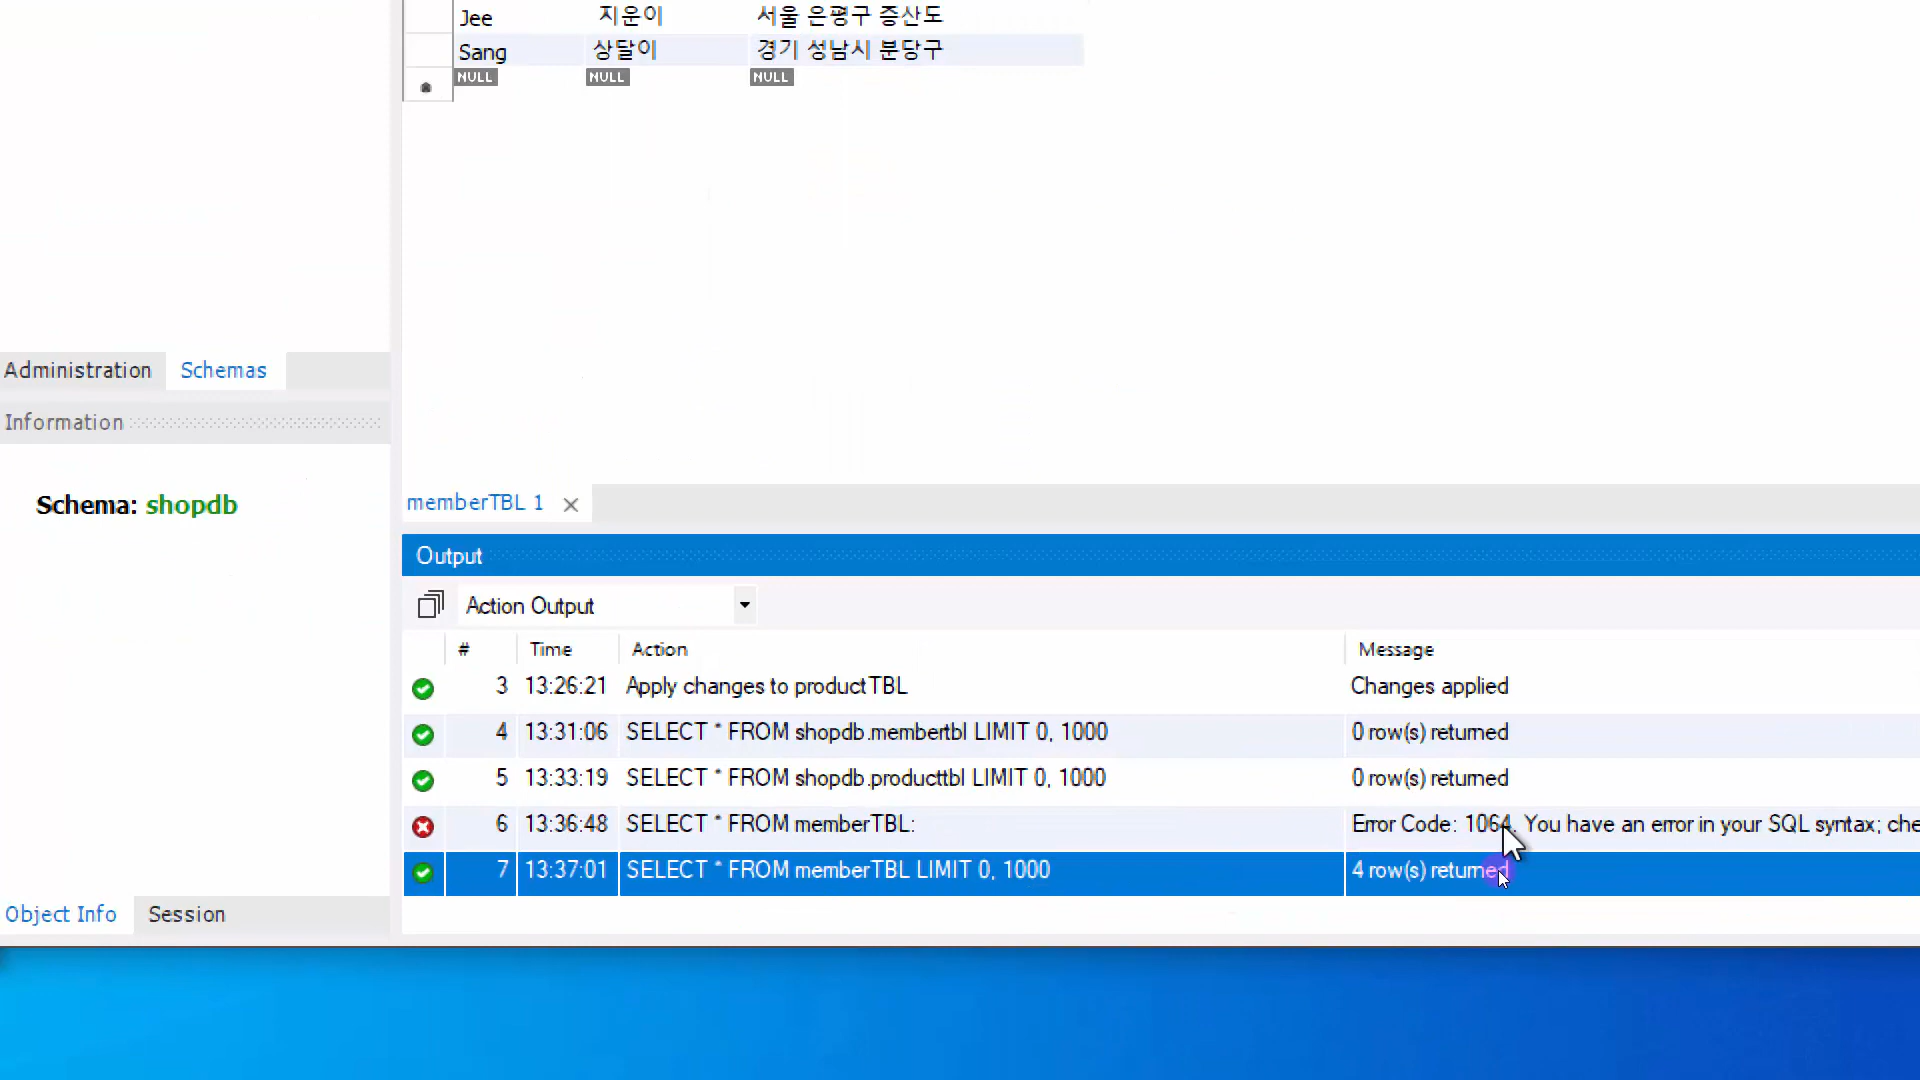 Jee 지운이 서울 은평구 증산도
Sang 상달이 경기 성남시 분당구
NULL NULL NULL
Administration Schemas
Information
Schema: shopdb
memberTBL 1
Output
Action Output
# Time Action Message
3 13:26:21 Apply changes to productTBL Changes applied
4 13:31:06 SELECT * FROM shopdb.membertbl LIMIT 0, 1000 0 row(s) returned
5 13:33:19 SELECT * FROM shopdb.producttbl LIMIT 0, 1000 0 row(s) returned
6 13:36:48 SELECT * FROM memberTBL: Error Code: 1064. You have an error in your SQL syntax; che
7 13:37:01 SELECT * FROM memberTBL LIMIT 0, 1000 4 row(s) returned
Object Info Session